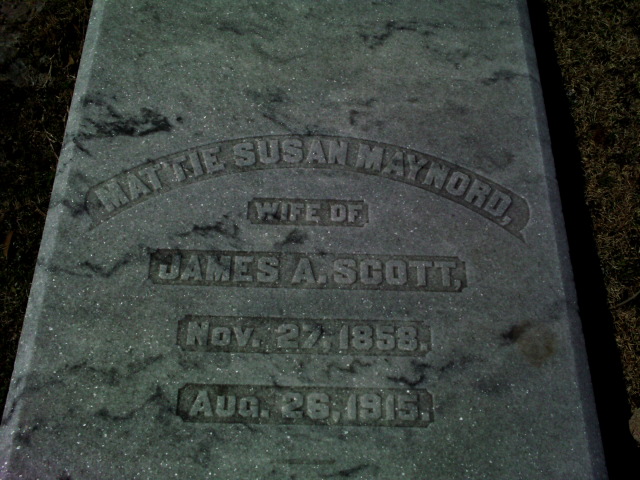 MATTIE SUSAN MAYNORD,
WIFE OF
JAMES A. SCOTT,
NOV. 27, 1858.
AUG. 26, 1915.